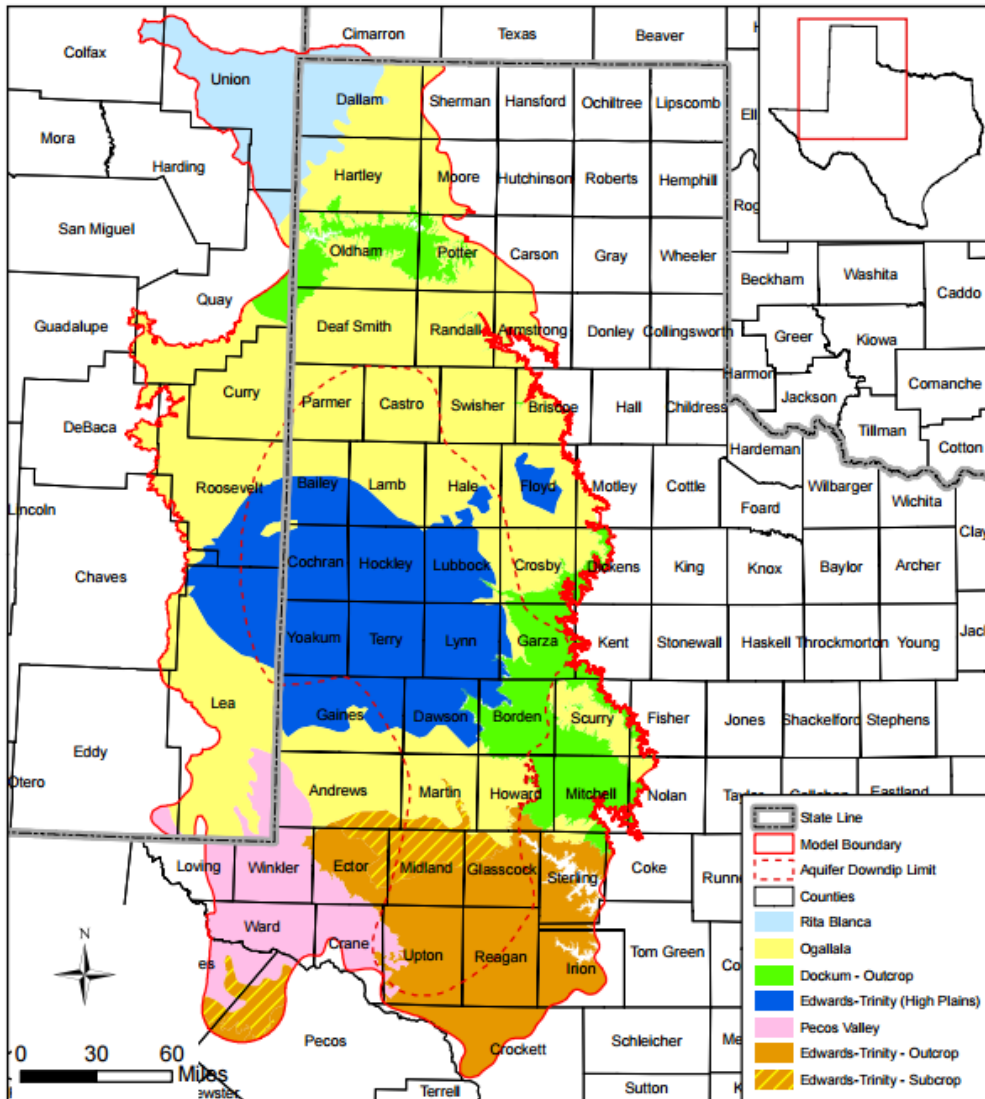 Cimarron
Texas
Beaver
Colfax
Union
Dallam
Sherman
Hansford
Ochiltree
Lipscomb
Mora
Harding
Hartley
Moore
Hutchinson
Roberts
Hemphill
San Miguel
Oldham
Potter
Carson
Gray
Wheeler
Beckham
Washita
Caddo
Quay
Guadalupe
Deaf Smith
Randall
Armstrong
Donley
Collingsworth
Greer
Kiowa
Harmon
Jackson
Comanche
Curry
Parmer
Castro
Swisher
Briscoe
Hall
Childress
DeBaca
Tillman
Cotton
Hardeman
Roosevelt
Bailey
Lamb
Hale
Floyd
Motley
Cottle
Wilbarger
Wichita
Foard
Lincoln
Chaves
Cochran
Hockley
Lubbock
Crosby
Dickens
King
Knox
Baylor
Archer
Clay
Yoakum
Terry
Lynn
Garza
Kent
Stonewall
Haskell
Throckmorton
Young
Jack
Lea
Gaines
Dawson
Borden
Scurry
Fisher
Jones
Shackelford
Stephens
Eddy
Otero
Andrews
Martin
Howard
Mitchell
Nolan
Eastland
Loving
Winkler
Ector
Midland
Glasscock
Sterling
Coke
Runn
Ward
Crane
Upton
Reagan
Irion
Tom Green
es
Pecos
Crockett
Schleicher
Me
Terrell
Sutton
wster
N
0 30 60
Miles
State Line
Model Boundary
Aquifer Downdip Limit
Counties
Rita Blanca
Ogallala
Dockum - Outcrop
Edwards-Trinity (High Plains)
Pecos Valley
Edwards-Trinity - Outcrop
Edwards-Trinity - Subcrop